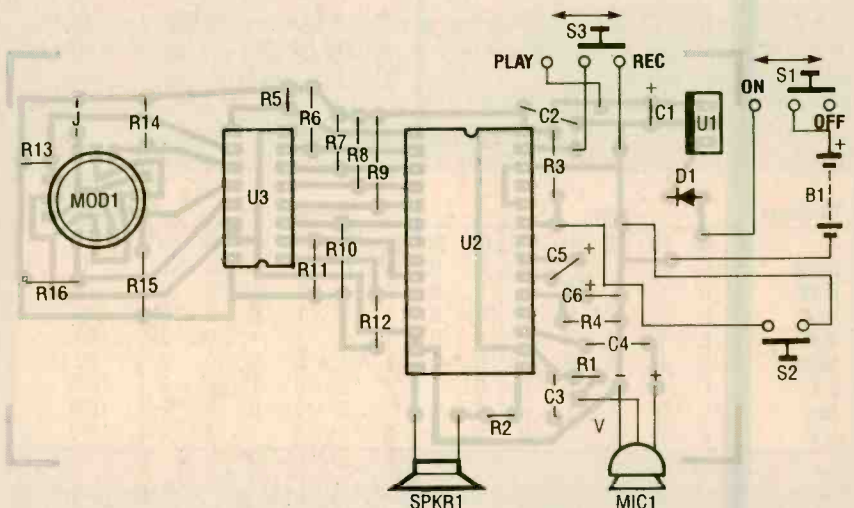 S3
PLAY
REC
S1
ON
OFF
+
C1
U1
R5
R6
C2
J
R14
R7
R8
R9
R3
R13
MOD1
U3
U2
D1
+
B1
R10
R11
C5
+
+
C6
R16
R15
R12
R4
C4
S2
R1
-
+
C3
R2
V
SPKR1
MIC1